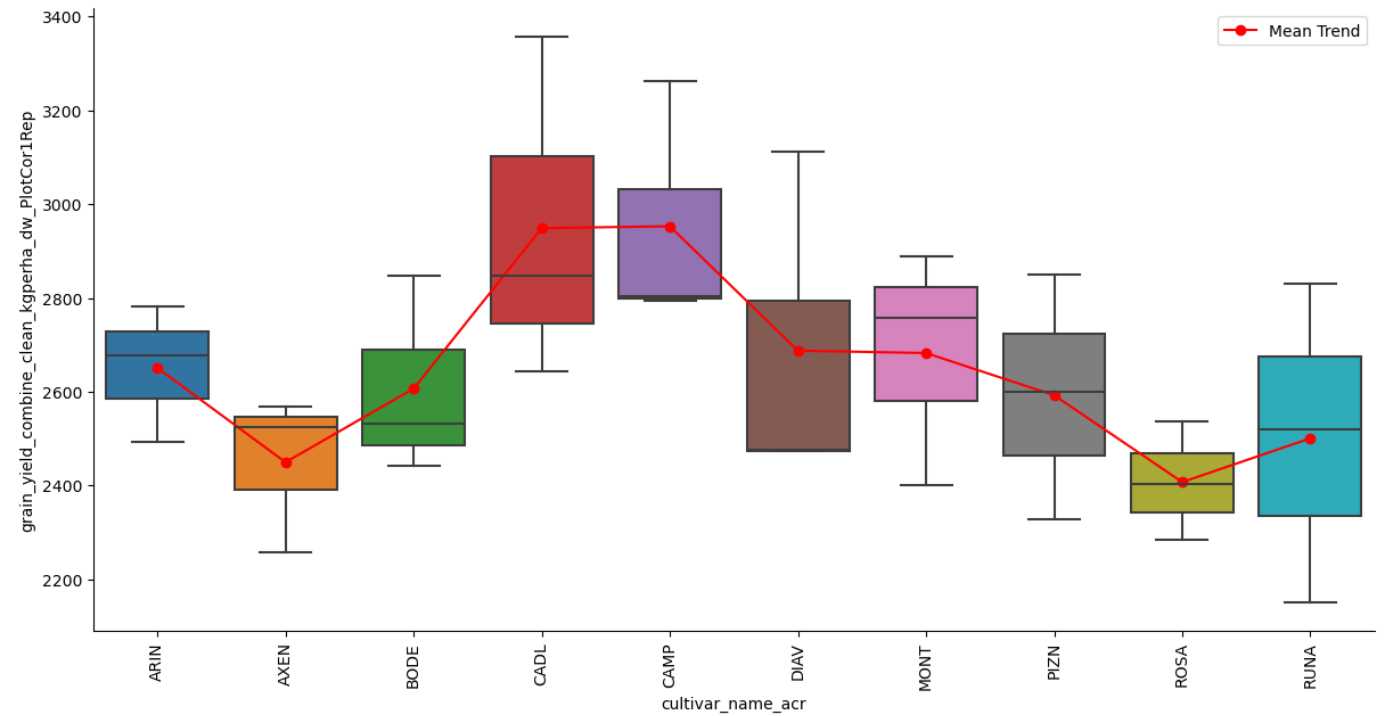 3400
3200
3000
2800
2600
2400
2200
grain_yield_combine_clean_kgperha_dw_PlotCor1Rep
Mean Trend
ARIN
AXEN
BODE
CADL
CAMP
DIAV
MONT
PIZN
ROSA
RUNA
cultivar_name_acr